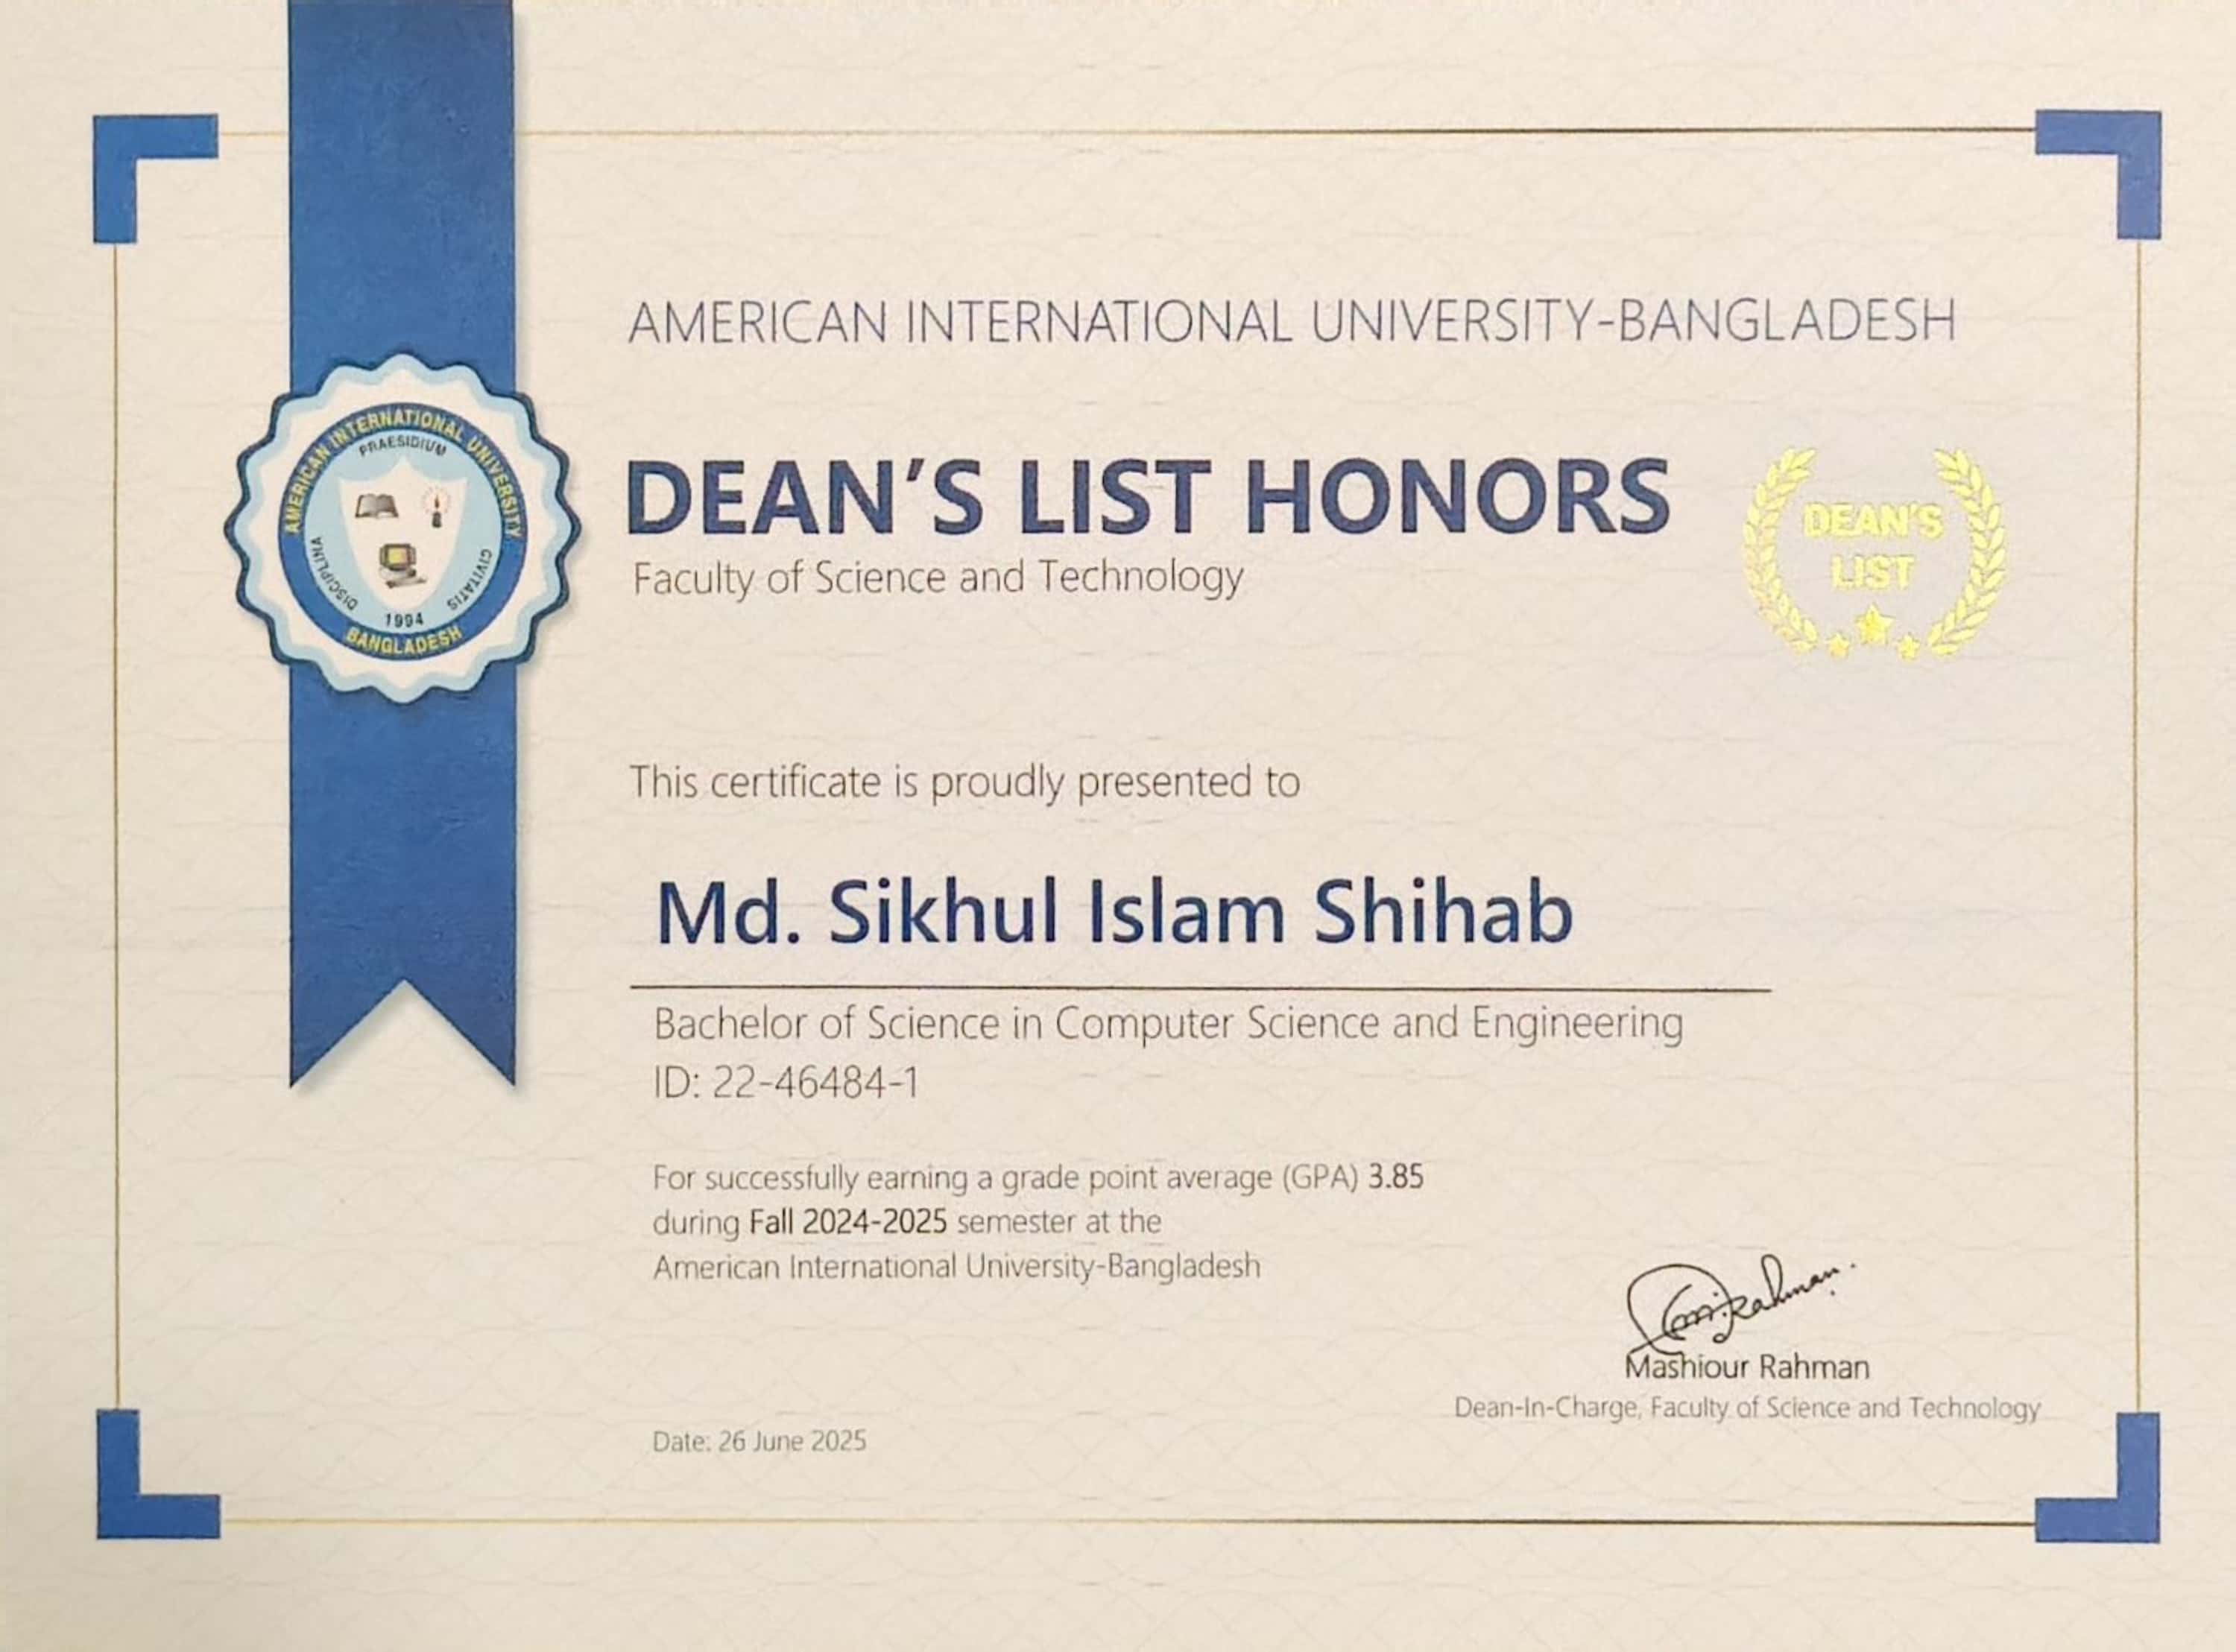 AMERICAN INTERNATIONAL UNIVERSITY-BANGLADESH
AMERICAN INTERNATIONAL UNIVERSITY
PRAESIDIUM
DISCIPLINA
CIVITATIS
1994
BANGLADESH
DEAN'S LIST HONORS
Faculty of Science and Technology
DEAN'S
LIST
This certificate is proudly presented to
Md. Sikhul Islam Shihab
Bachelor of Science in Computer Science and Engineering
ID: 22-46484-1
For successfully earning a grade point average (GPA) 3.85
during Fall 2024-2025 semester at the
American International University-Bangladesh
Mashiour Rahman
Dean-In-Charge, Faculty of Science and Technology
Date: 26 June 2025